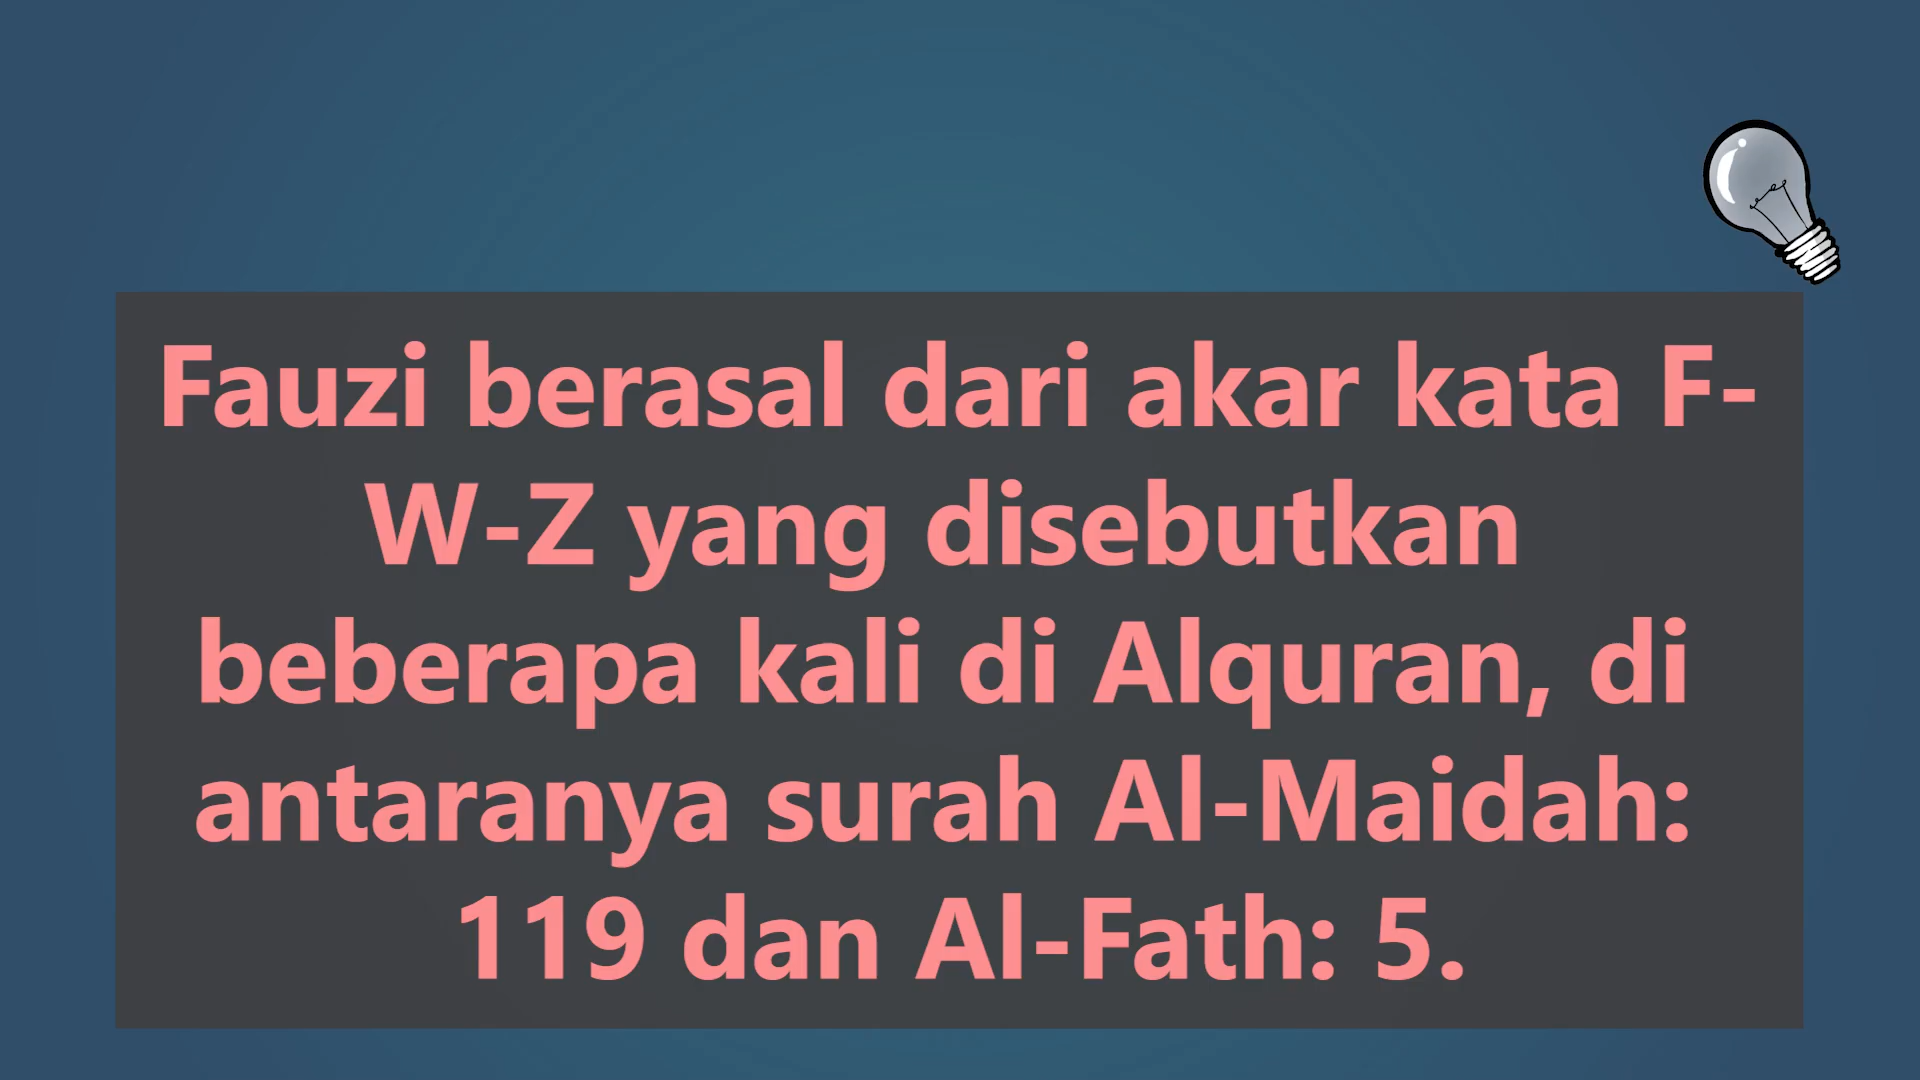 Fauzi berasal dari akar kata F-
W-Z yang disebutkan
beberapa kali di Alquran, di
antaranya surah Al-Maidah:
119 dan Al-Fath: 5.